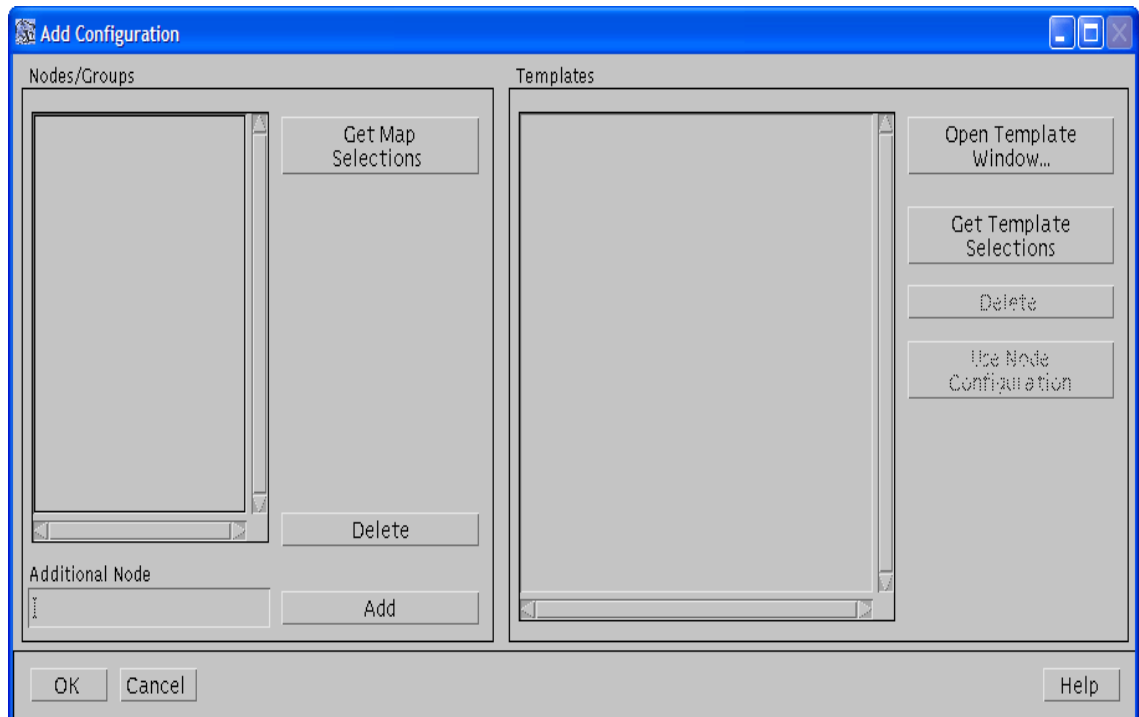 Add Configuration
Nodes/Groups
Get Map
Selections
Delete
Additional Node
Add
Templates
Open Template
Window...
Get Template
Selections
Delete
Use Node
Configuration
OK
Cancel
Help